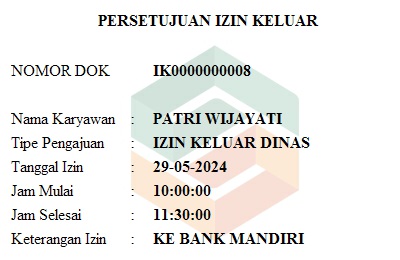 PERSETUJUAN IZIN KELUAR
NOMOR DOK IK0000000008
Nama Karyawan : PATRI WIJAYATI
Tipe Pengajuan : IZIN KELUAR DINAS
Tanggal Izin : 29-05-2024
Jam Mulai : 10:00:00
Jam Selesai : 11:30:00
Keterangan Izin : KE BANK MANDIRI